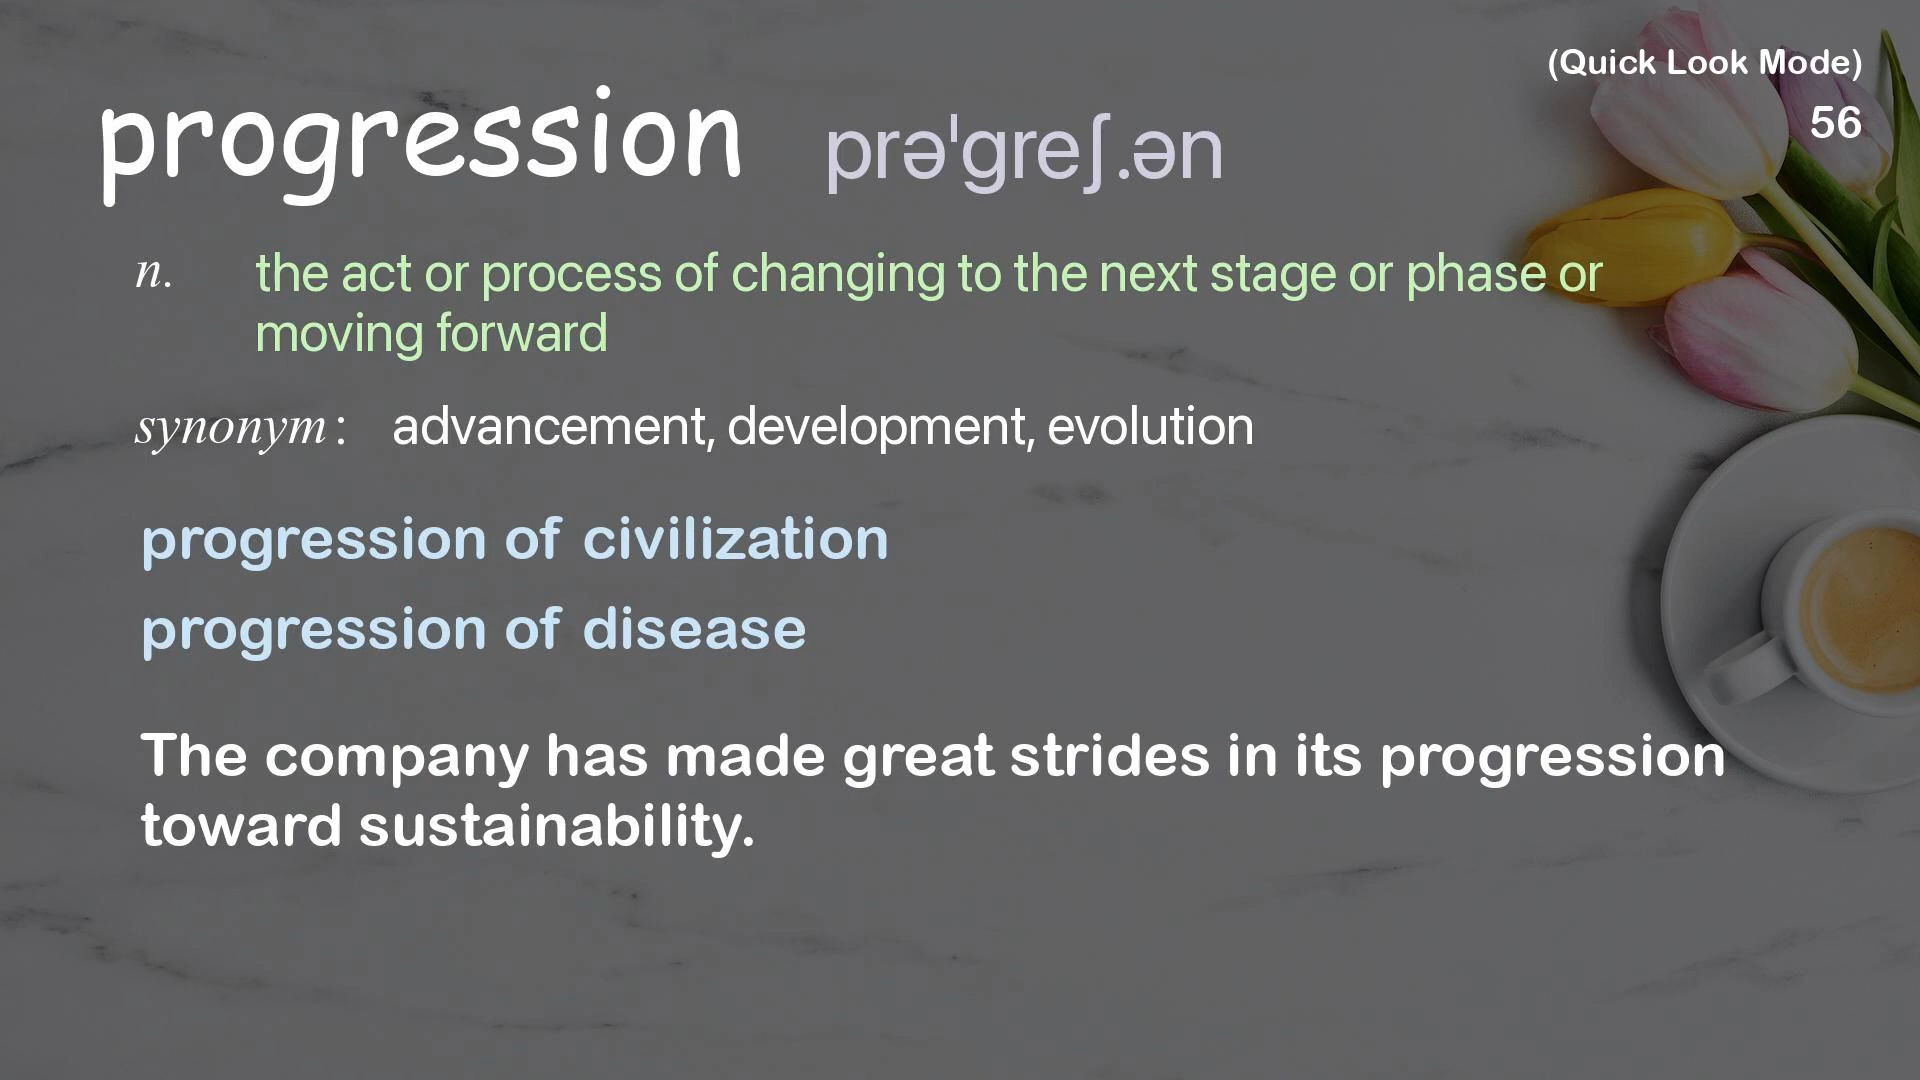 (Quick Look Mode)
56
progression prəˈɡreʃ.ən
n. the act or process of changing to the next stage or phase or
moving forward
synonym : advancement, development, evolution
progression of civilization
progression of disease
The company has made great strides in its progression
toward sustainability.